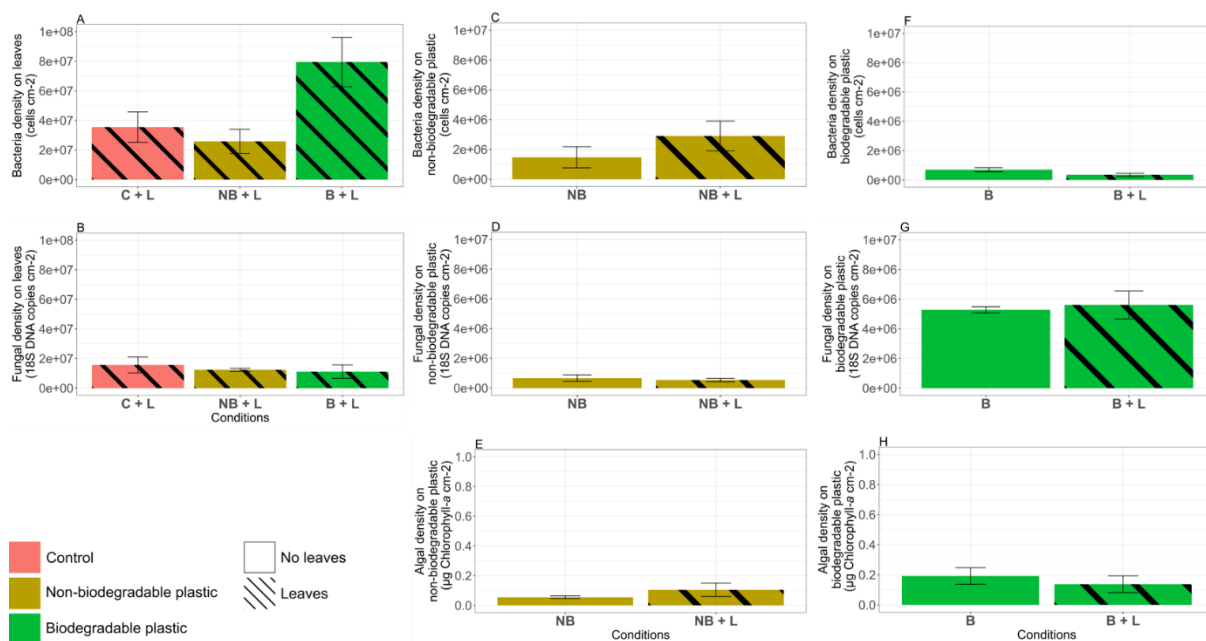 A
Bacteria density on leaves
(cells cm-2)
1e+08
8e+07
6e+07
4e+07
2e+07
0e+00
C + L
NB + L
B + L
B
Fungal density on leaves
(18S DNA copies cm-2)
1e+08
8e+07
6e+07
4e+07
2e+07
0e+00
C + L
NB + L
B + L
Conditions
C
Bacteria density on
non-biodegradable plastic
(cells cm-2)
1e+07
8e+06
6e+06
4e+06
2e+06
0e+00
NB
NB + L
D
Fungal density on
non-biodegradable plastic
(18S DNA copies cm-2)
1e+07
8e+06
6e+06
4e+06
2e+06
0e+00
NB
NB + L
E
Algal density on
non-biodegradable plastic
(µg Chlorophyll-a cm-2)
1.0
0.8
0.6
0.4
0.2
0.0
NB
NB + L
Conditions
F
Bacteria density on
biodegradable plastic
(cells cm-2)
1e+07
8e+06
6e+06
4e+06
2e+06
0e+00
B
B + L
G
Fungal density on
biodegradable plastic
(18S DNA copies cm-2)
1e+07
8e+06
6e+06
4e+06
2e+06
0e+00
B
B + L
H
Algal density on
biodegradable plastic
(µg Chlorophyll-a cm-2)
1.0
0.8
0.6
0.4
0.2
0.0
B
B + L
Conditions
Control
Non-biodegradable plastic
Biodegradable plastic
No leaves
Leaves